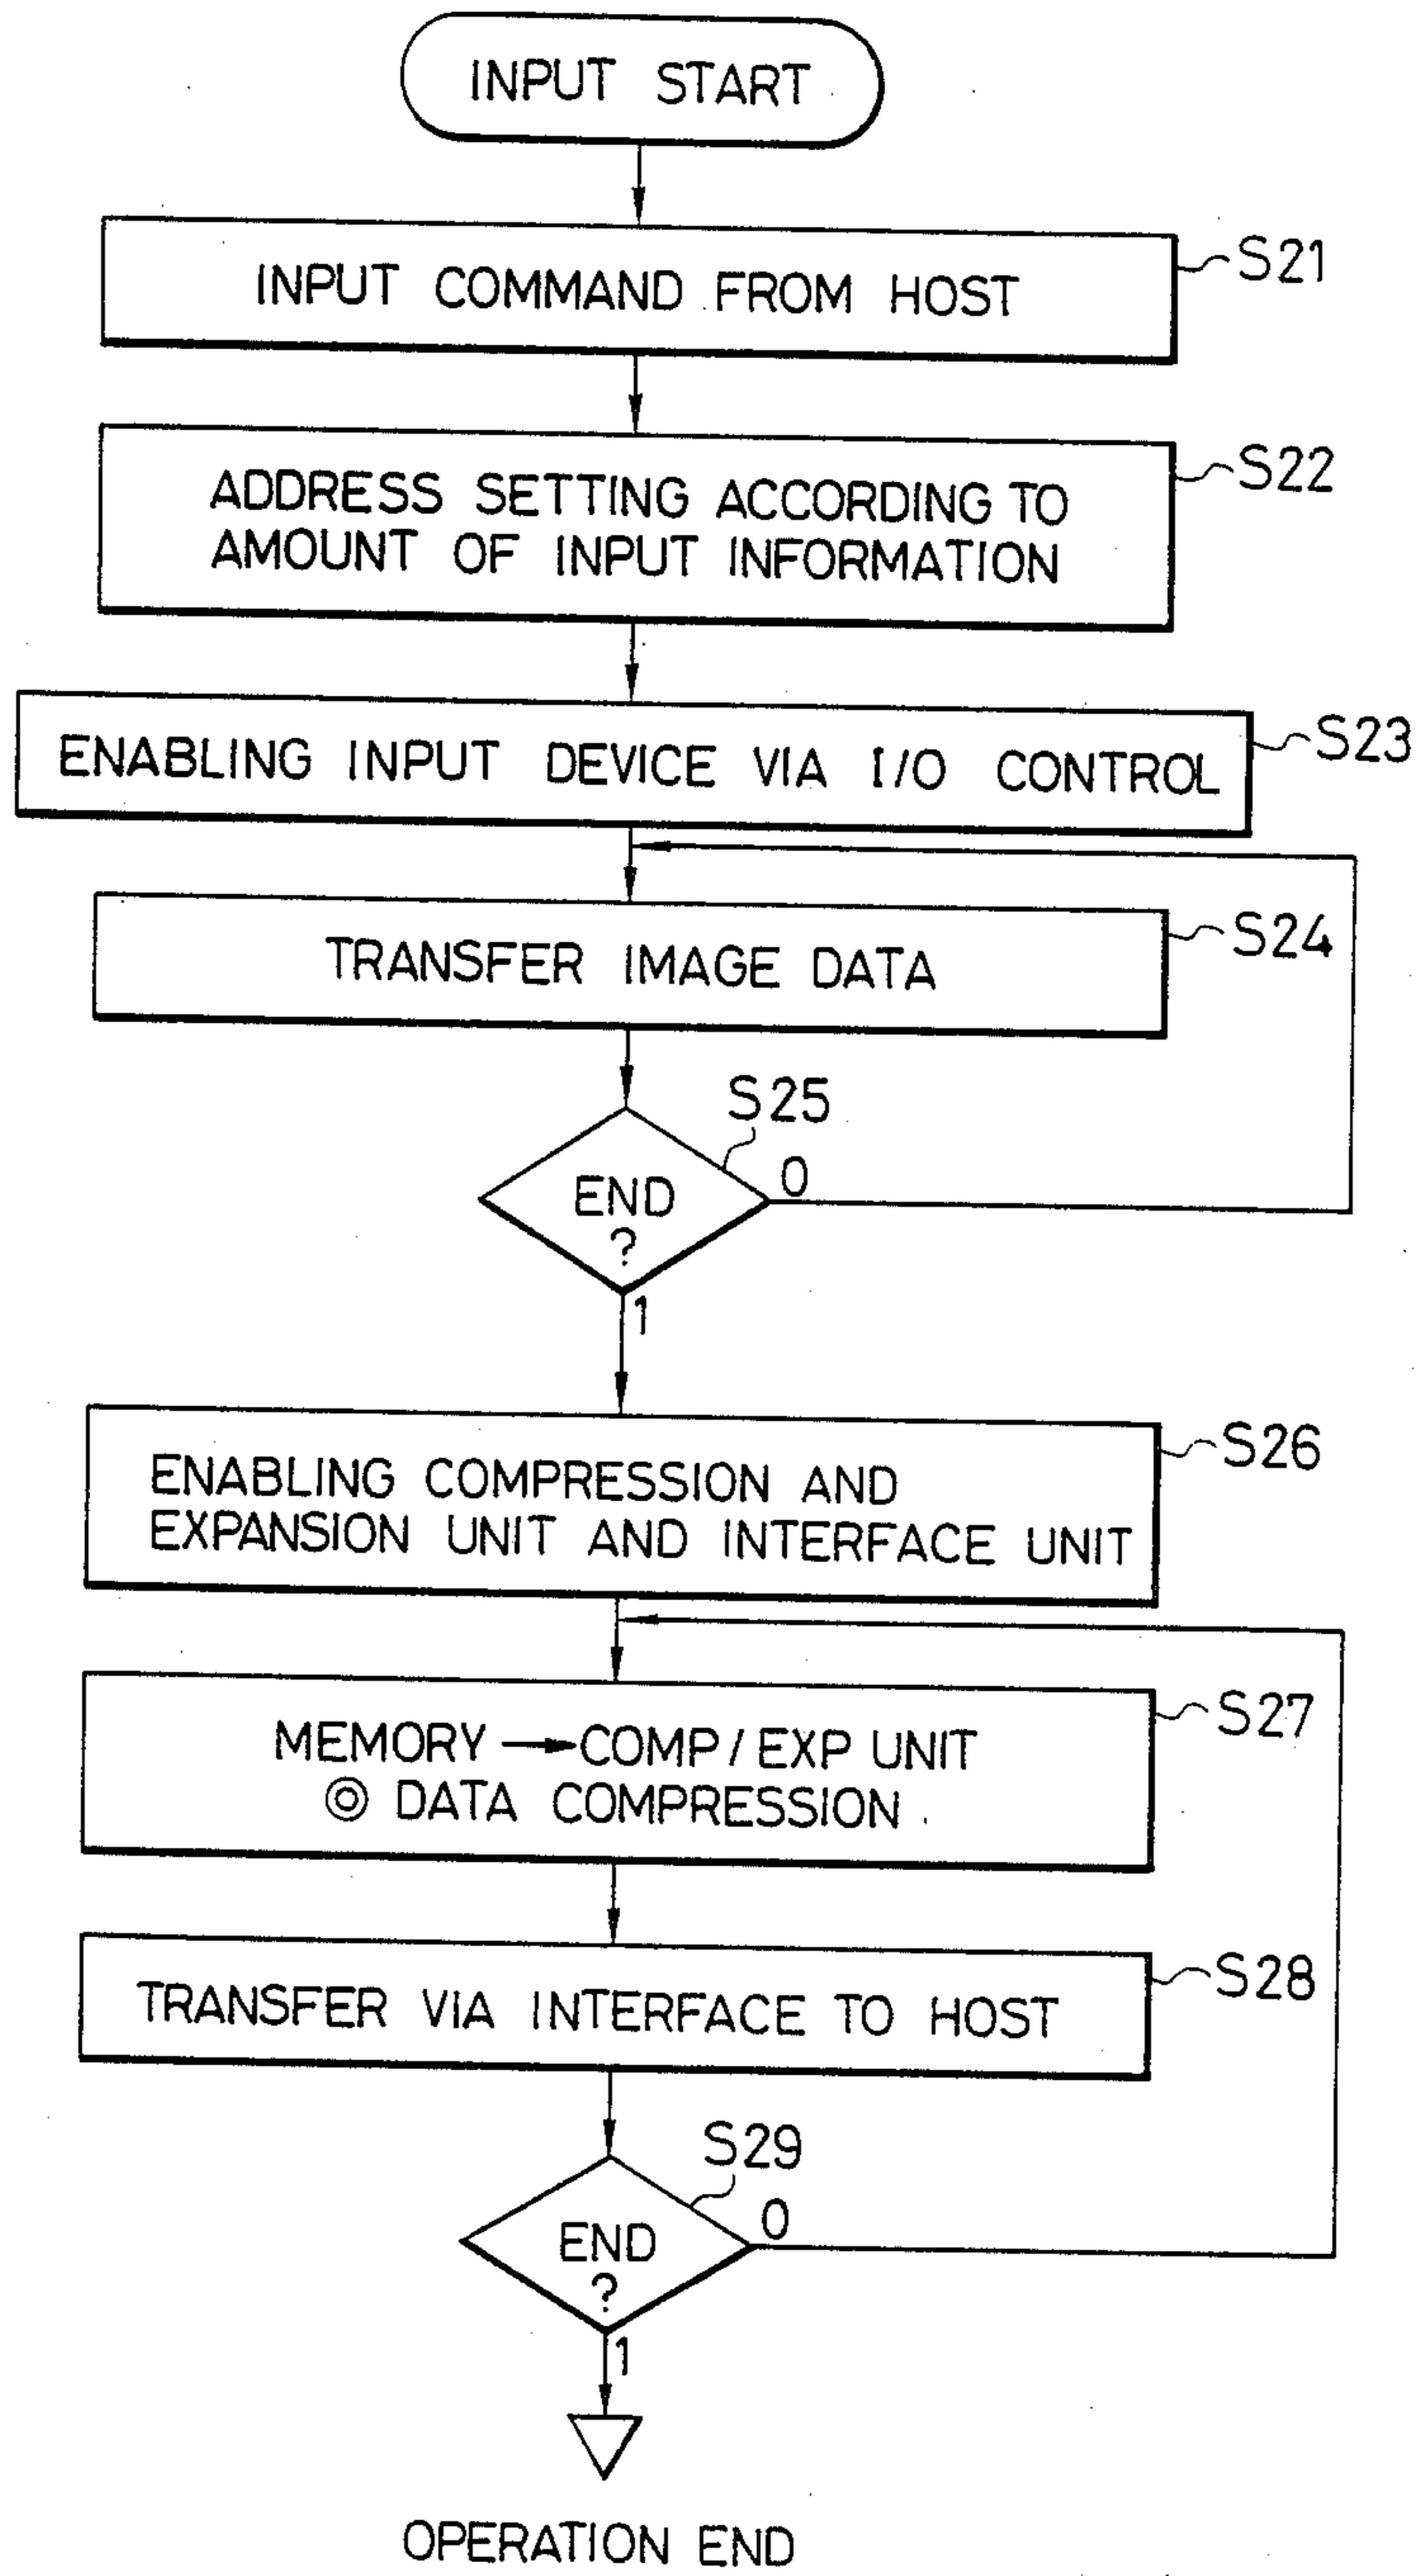 INPUT START
INPUT COMMAND FROM HOST
S21
ADDRESS SETTING ACCORDING TO
AMOUNT OF INPUT INFORMATION
S22
ENABLING INPUT DEVICE VIA I/O CONTROL
S23
TRANSFER IMAGE DATA
S24
S25
END
?
0
1
ENABLING COMPRESSION AND
EXPANSION UNIT AND INTERFACE UNIT
S26
MEMORY → COMP / EXP UNIT
◎ DATA COMPRESSION
S27
TRANSFER VIA INTERFACE TO HOST
S28
S29
END
?
0
1
OPERATION END